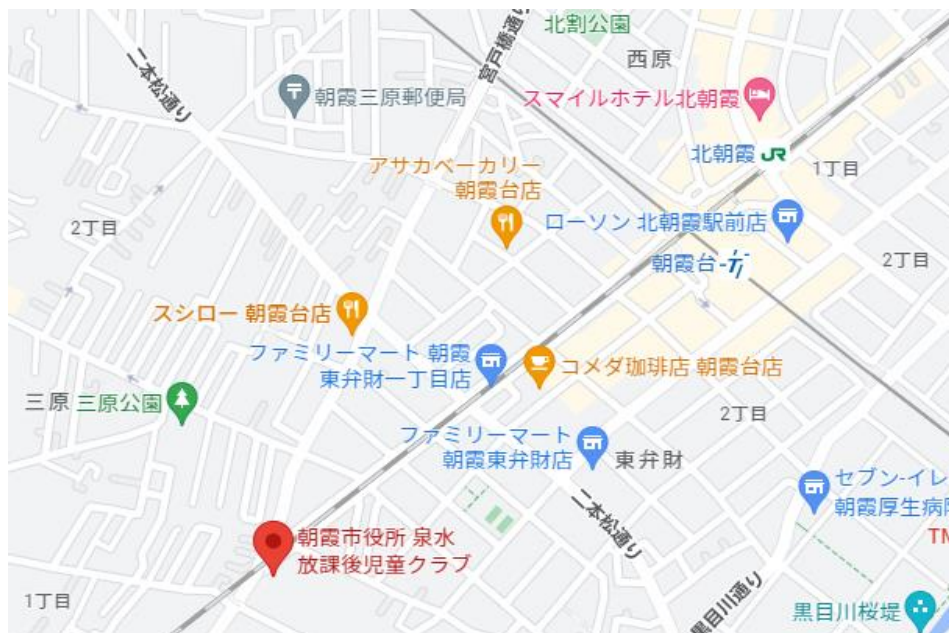 北割公園
宮戸橋通り
西原
二本松通り
朝霞三原郵便局
スマイルホテル北朝霞
北朝霞 JR
1丁目
アサカベーカリー
朝霞台店
ローソン 北朝霞駅前店
2丁目
朝霞台
2丁目
スシロー 朝霞台店
ファミリーマート 朝霞
東弁財一丁目店
コメダ珈琲店 朝霞台店
三原
三原公園
2丁目
ファミリーマート
朝霞東弁財店
東弁財
セブン-イレ
朝霞厚生病院
二本松通り
TM
朝霞市役所 泉水
放課後児童クラブ
1丁目
黒目川通り
黒目川桜堤